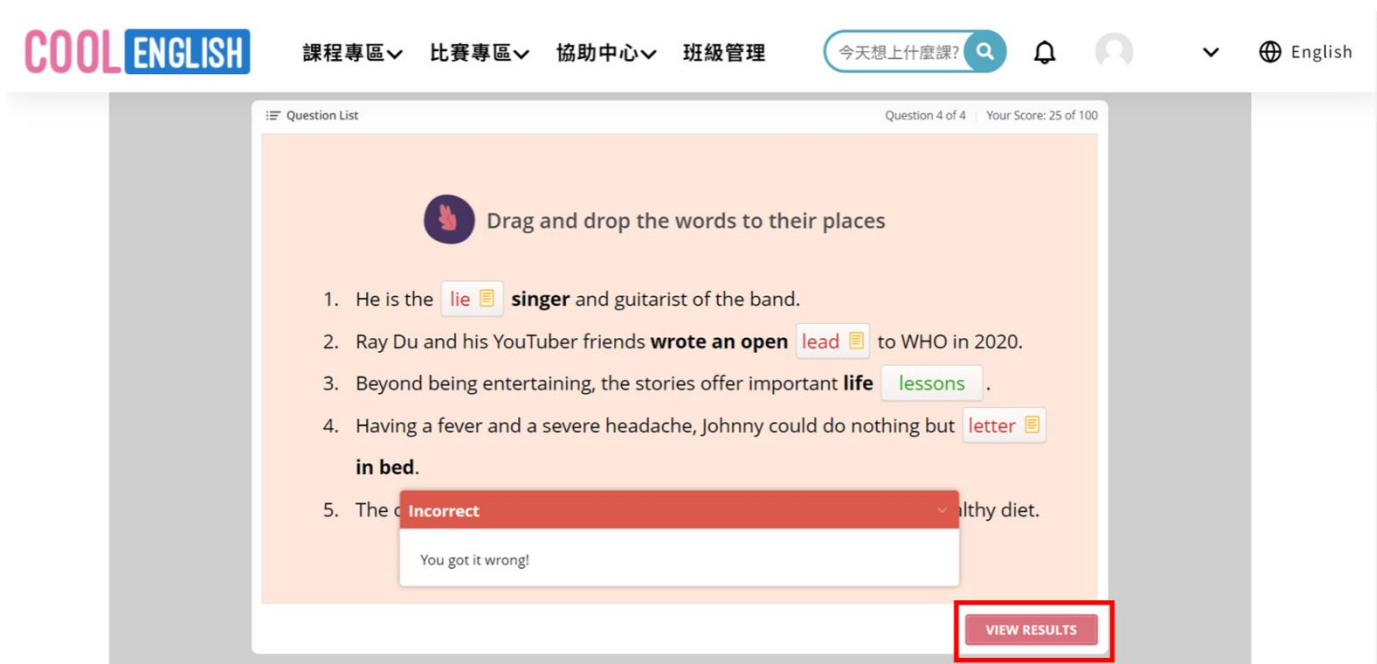 COOL ENGLISH 課程專區 比賽專區 協助中心 班級管理 今天想上什麼課? English
Question List Question 4 of 4 Your Score: 25 of 100
Drag and drop the words to their places
1. He is the lie singer and guitarist of the band.
2. Ray Du and his YouTuber friends wrote an open lead to WHO in 2020.
3. Beyond being entertaining, the stories offer important life lessons .
4. Having a fever and a severe headache, Johnny could do nothing but letter
in bed.
5. The lthy diet.
Incorrect
You got it wrong!
VIEW RESULTS